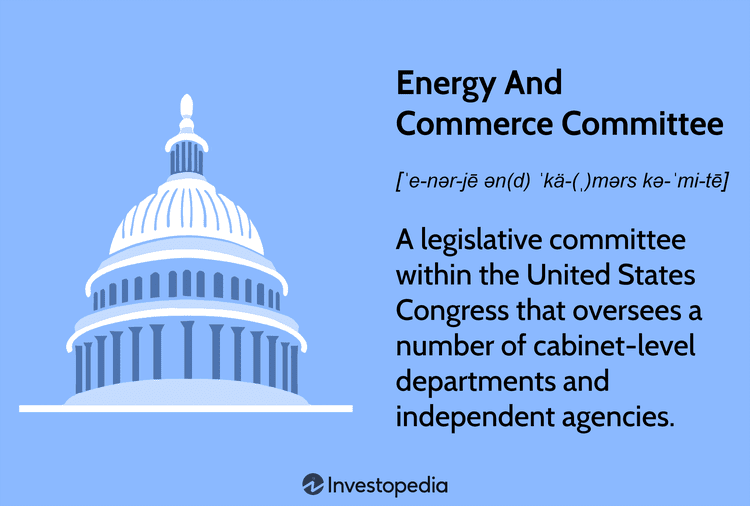 Energy And
Commerce Committee
[ˈe-nər-jē ən(d) ˈkä-(ˌ)mərs kə-ˈmi-tē]
A legislative committee
within the United States
Congress that oversees a
number of cabinet-level
departments and
independent agencies.
Investopedia